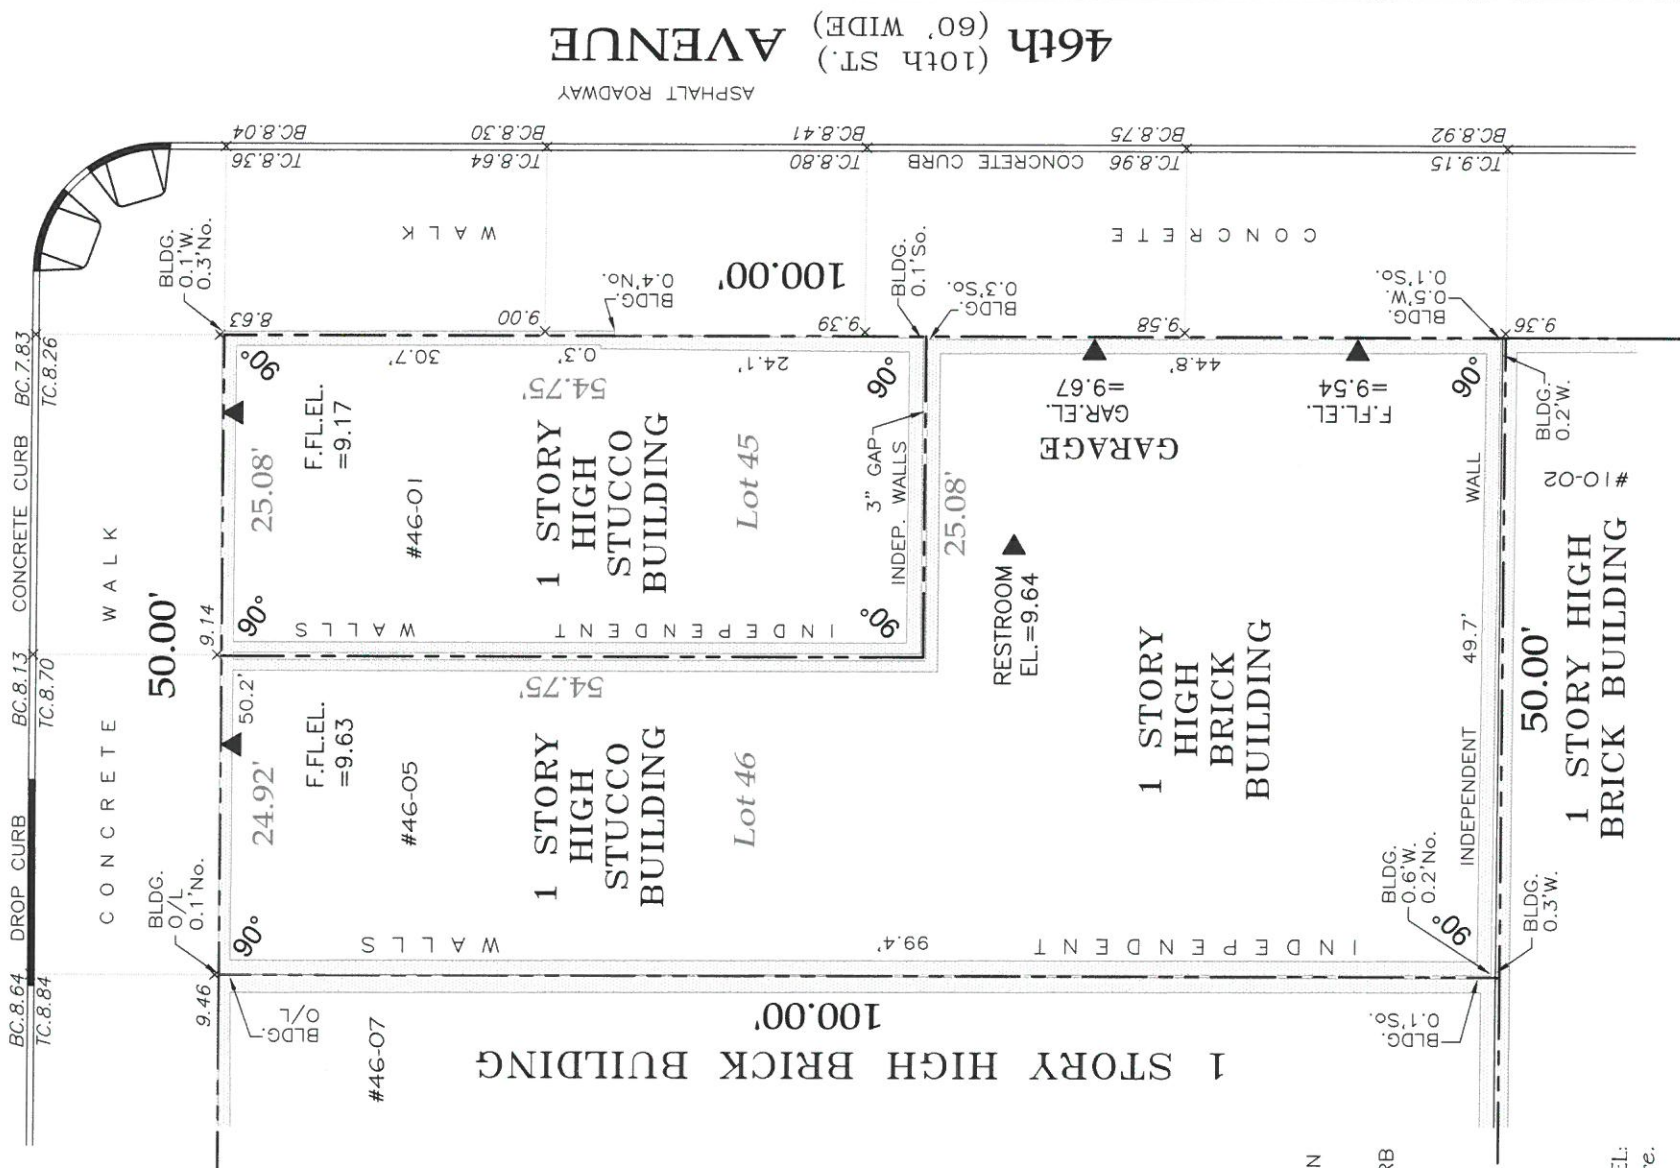 46th
(10th ST.)
(60' WIDE)
AVENUE
ASPHALT ROADWAY
BC.8.04
TC.8.36
BC.8.30
TC.8.64
BC.8.41
TC.8.80
CONCRETE CURB
BC.8.75
TC.8.96
BC.8.92
TC.9.15
WALK
CONCRETE
100.00'
BLDG.
0.1'W.
0.3'No.
BLDG.
0.4'No.
BLDG.
0.1'So.
BLDG.
0.3'So.
BLDG.
0.5'W.
0.1'So.
8.63
9.00
9.39
9.58
9.36
BC.7.83
TC.8.26
CONCRETE CURB
BC.8.13
TC.8.70
DROP CURB
BC.8.64
TC.8.84
CONCRETE WALK
50.00'
9.14
9.46
BLDG.
O/L
0.1'No.
90°
30.7'
0.3'
24.1'
90°
54.75'
25.08'
F.FL.EL.
=9.17
#46-01
1 STORY
HIGH
STUCCO
BUILDING
Lot 45
3" GAP
INDEP. WALLS
25.08'
90°
INDEPENDENT WALLS
90°
54.75'
50.2'
24.92'
F.FL.EL.
=9.63
#46-05
1 STORY
HIGH
STUCCO
BUILDING
Lot 46
90°
INDEPENDENT WALLS
99.4'
44.8'
GAR.EL.
=9.67
F.FL.EL.
=9.54
90°
GARAGE
RESTROOM
EL.=9.64
1 STORY
HIGH
BRICK
BUILDING
INDEPENDENT WALL
49.7'
90°
BLDG.
0.6'W.
0.2'No.
BLDG.
0.3'W.
BLDG.
0.2'W.
#10-02
50.00'
1 STORY HIGH
BRICK BUILDING
BLDG.
O/L
100.00'
BLDG.
0.1'So.
#46-07
1 STORY HIGH BRICK BUILDING
N
RB
EL:
re.